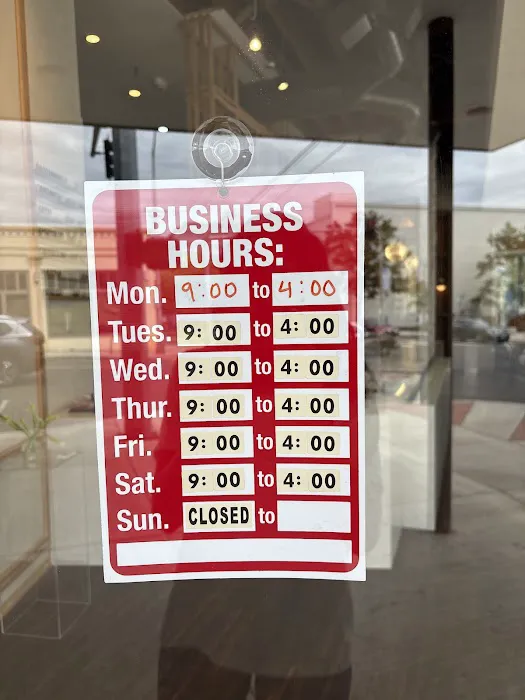 BUSINESS
HOURS:
Mon. 9:00 to 4:00
Tues. 9: 00 to 4: 00
Wed. 9: 00 to 4: 00
Thur. 9: 00 to 4: 00
Fri. 9: 00 to 4: 00
Sat. 9: 00 to 4: 00
Sun. CLOSED to